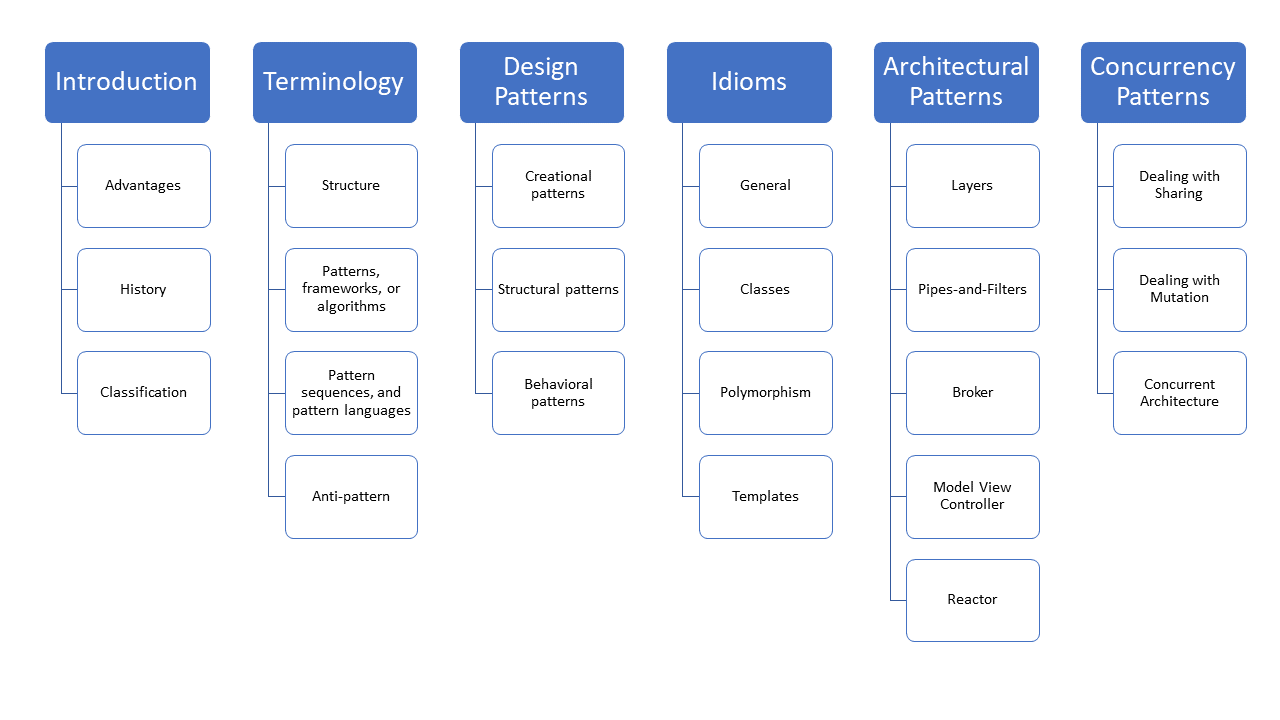 Introduction
Advantages
History
Classification
Terminology
Structure
Patterns,
frameworks, or
algorithms
Pattern
sequences, and
pattern languages
Anti-pattern
Design
Patterns
Creational
patterns
Structural patterns
Behavioral
patterns
Idioms
General
Classes
Polymorphism
Templates
Architectural
Patterns
Layers
Pipes-and-Filters
Broker
Model View
Controller
Reactor
Concurrency
Patterns
Dealing with
Sharing
Dealing with
Mutation
Concurrent
Architecture